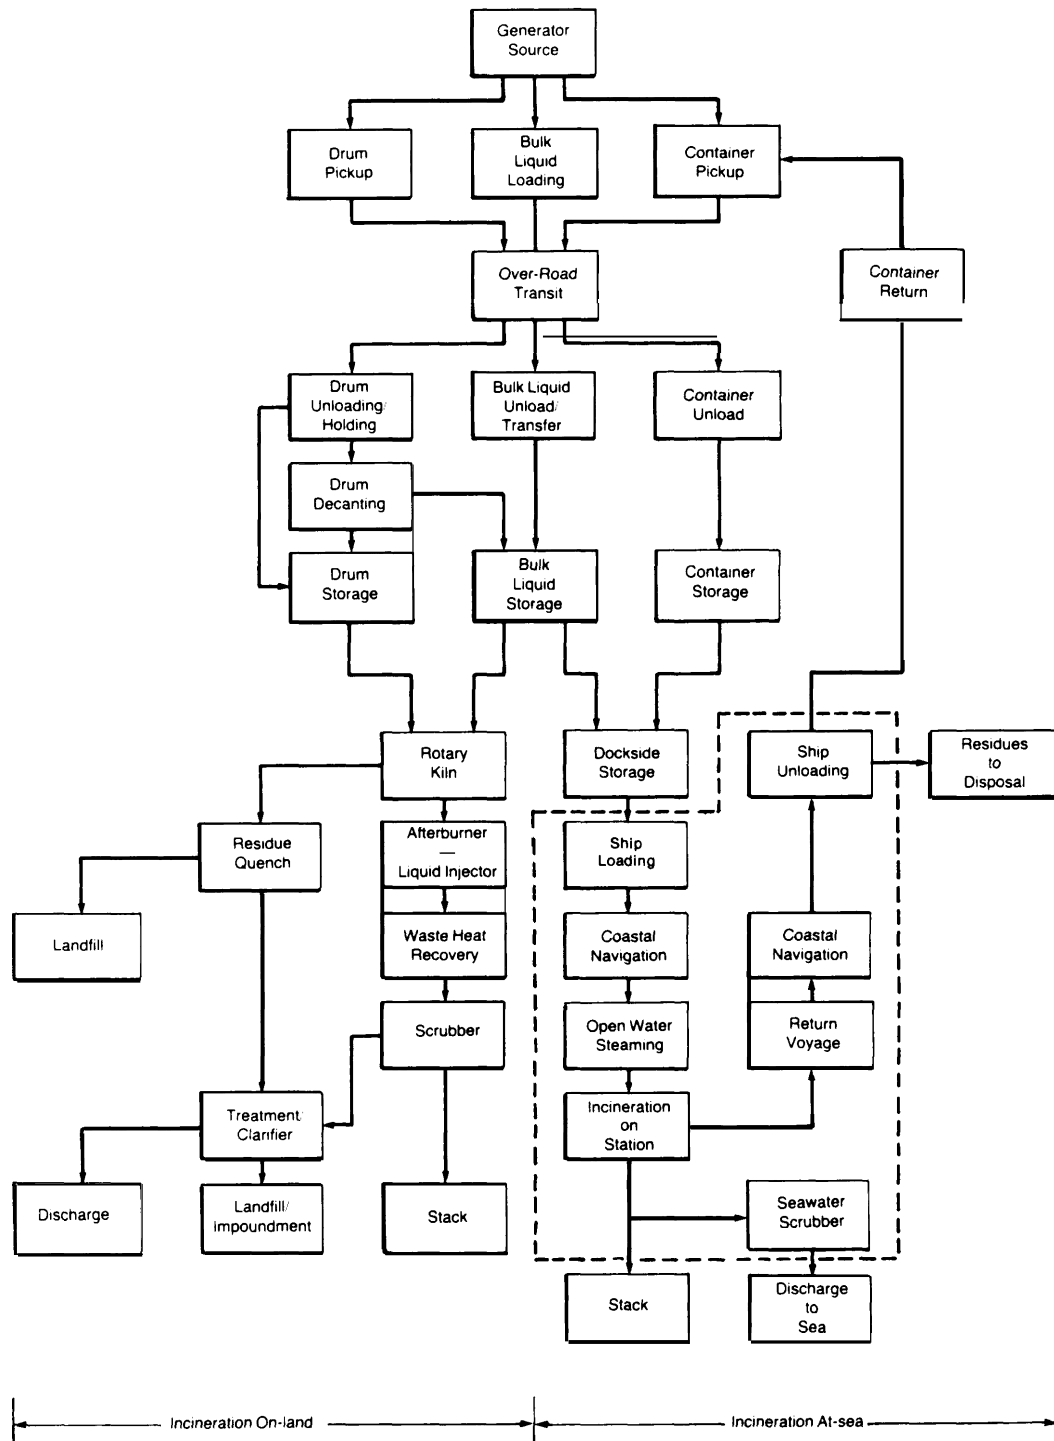 Generator
Source
Drum
Pickup
Bulk
Liquid
Loading
Container
Pickup
Over-Road
Transit
Container
Return
Drum
Unloading/
Holding
Bulk Liquid
Unload/
Transfer
Container
Unload
Drum
Decanting
Drum
Storage
Bulk
Liquid
Storage
Container
Storage
Rotary
Kiln
Dockside
Storage
Ship
Unloading
Residues
to
Disposal
Residue
Quench
Afterburner
—
Liquid Injector
Ship
Loading
Landfill
Waste Heat
Recovery
Coastal
Navigation
Coastal
Navigation
Scrubber
Open Water
Steaming
Return
Voyage
Treatment/
Clarifier
Incineration
on
Station
Discharge
Landfill/
Impoundment
Stack
Seawater
Scrubber
Stack
Discharge
to
Sea
Incineration On-land
Incineration At-sea